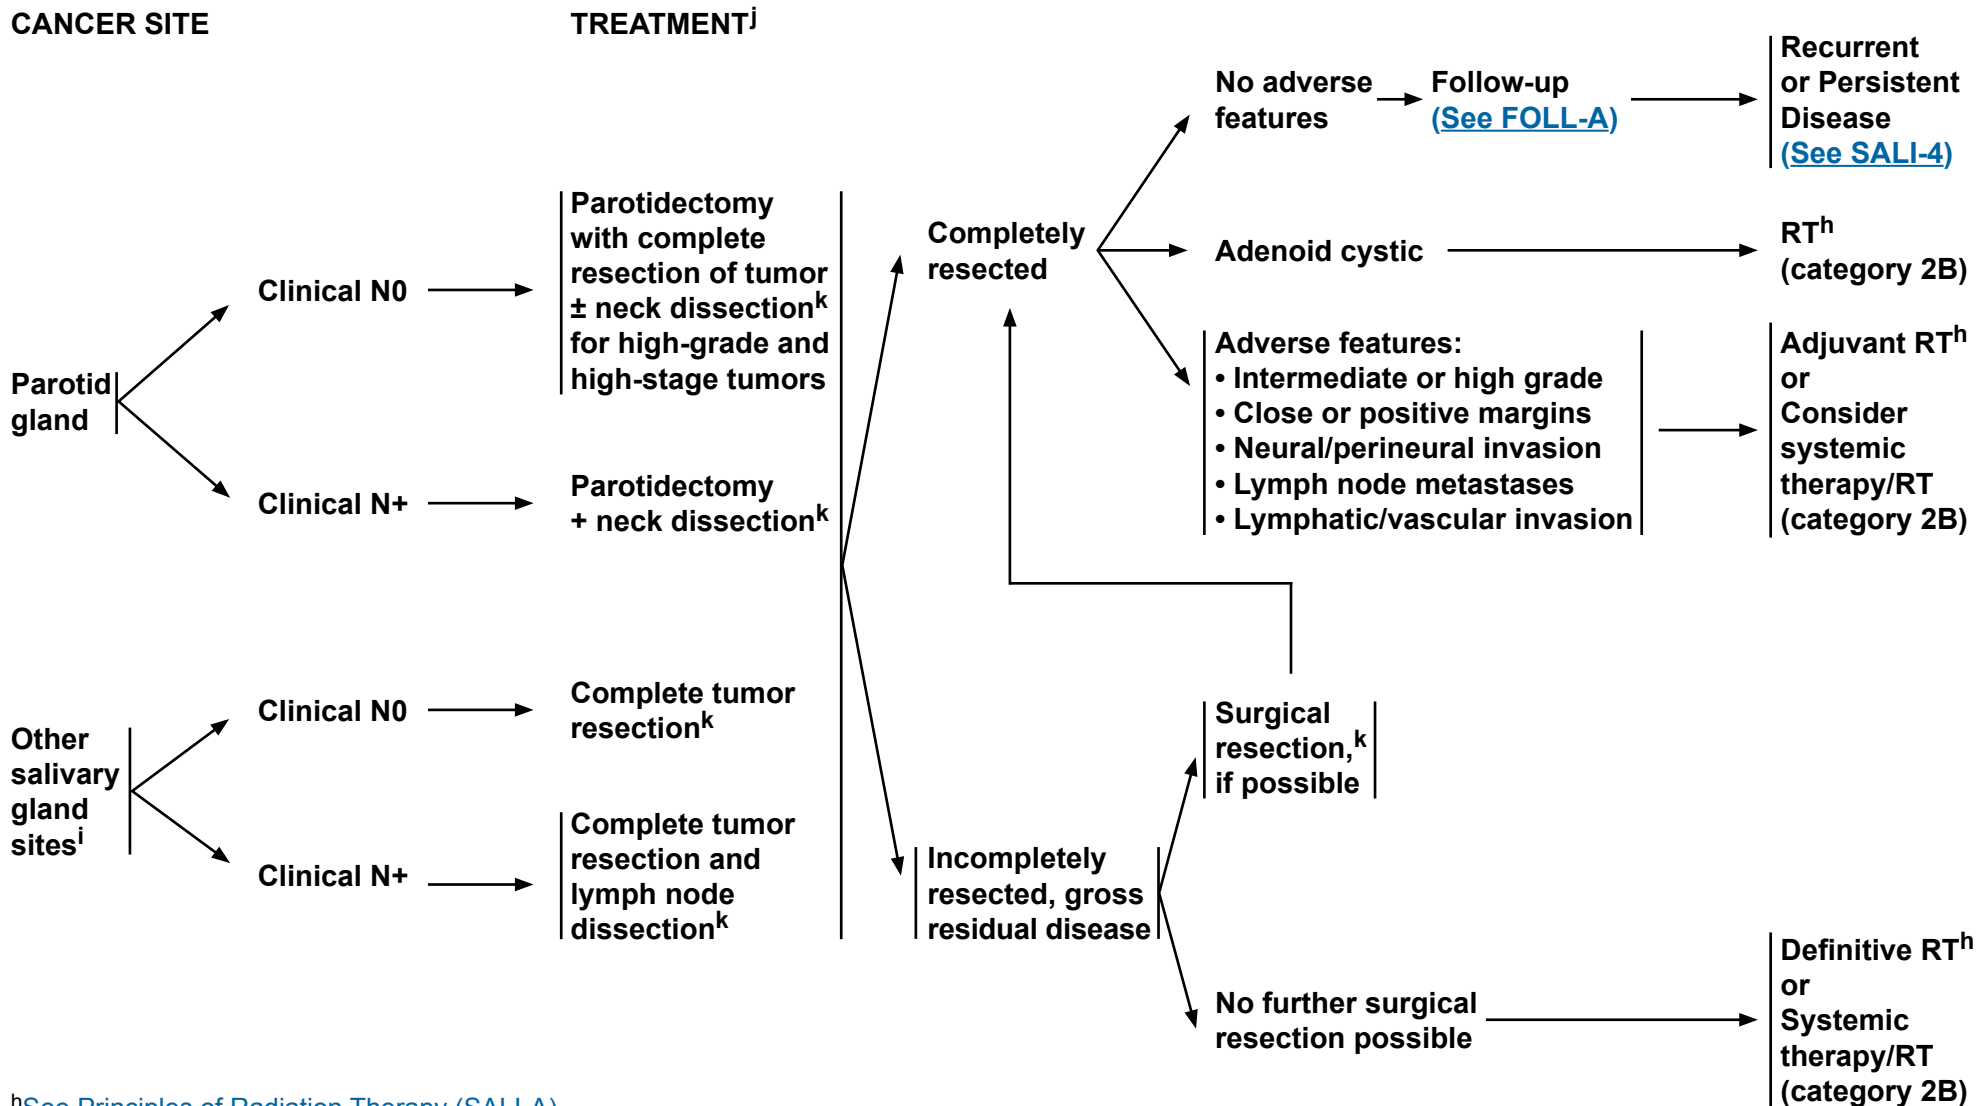 CANCER SITE
TREATMENTʲ
Parotid
gland
Clinical N0
Parotidectomy
with complete
resection of tumor
± neck dissectionᵏ
for high-grade and
high-stage tumors
Clinical N+
Parotidectomy
+ neck dissectionᵏ
Other
salivary
gland
sitesⁱ
Clinical N0
Complete tumor
resectionᵏ
Clinical N+
Complete tumor
resection and
lymph node
dissectionᵏ
Completely
resected
No adverse
features
Follow-up
(See FOLL-A)
Recurrent
or Persistent
Disease
(See SALI-4)
Adenoid cystic
RTʰ
(category 2B)
Adverse features:
• Intermediate or high grade
• Close or positive margins
• Neural/perineural invasion
• Lymph node metastases
• Lymphatic/vascular invasion
Adjuvant RTʰ
or
Consider
systemic
therapy/RT
(category 2B)
Incompletely
resected, gross
residual disease
Surgical
resection,ᵏ
if possible
No further surgical
resection possible
Definitive RTʰ
or
Systemic
therapy/RT
(category 2B)
ʰSee Principles of Radiation Therapy (SALI-A)